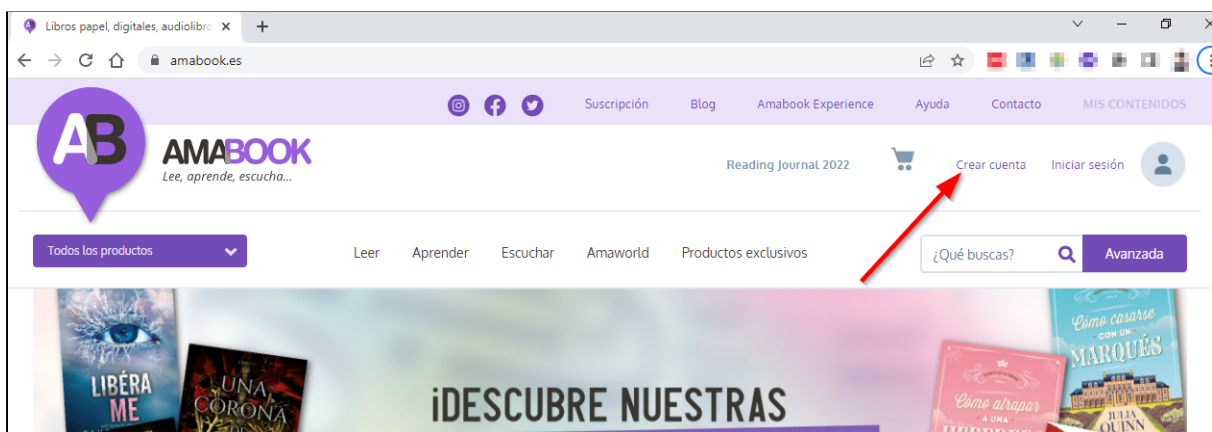 Libros papel, digitales, audiolibro
amabook.es
Suscripción Blog Amabook Experience Ayuda Contacto MIS CONTENIDOS
AB
AMABOOK
Lee, aprende, escucha...
Reading Journal 2022 Crear cuenta Iniciar sesión
Todos los productos Leer Aprender Escuchar Amaworld Productos exclusivos ¿Qué buscas? Avanzada
LIBÉRA
ME
UNA
CORONA
¡DESCUBRE NUESTRAS
Cómo atrapar
A UNA
Cómo casarse
CON UN
MARQUÉS
JULIA
QUINN